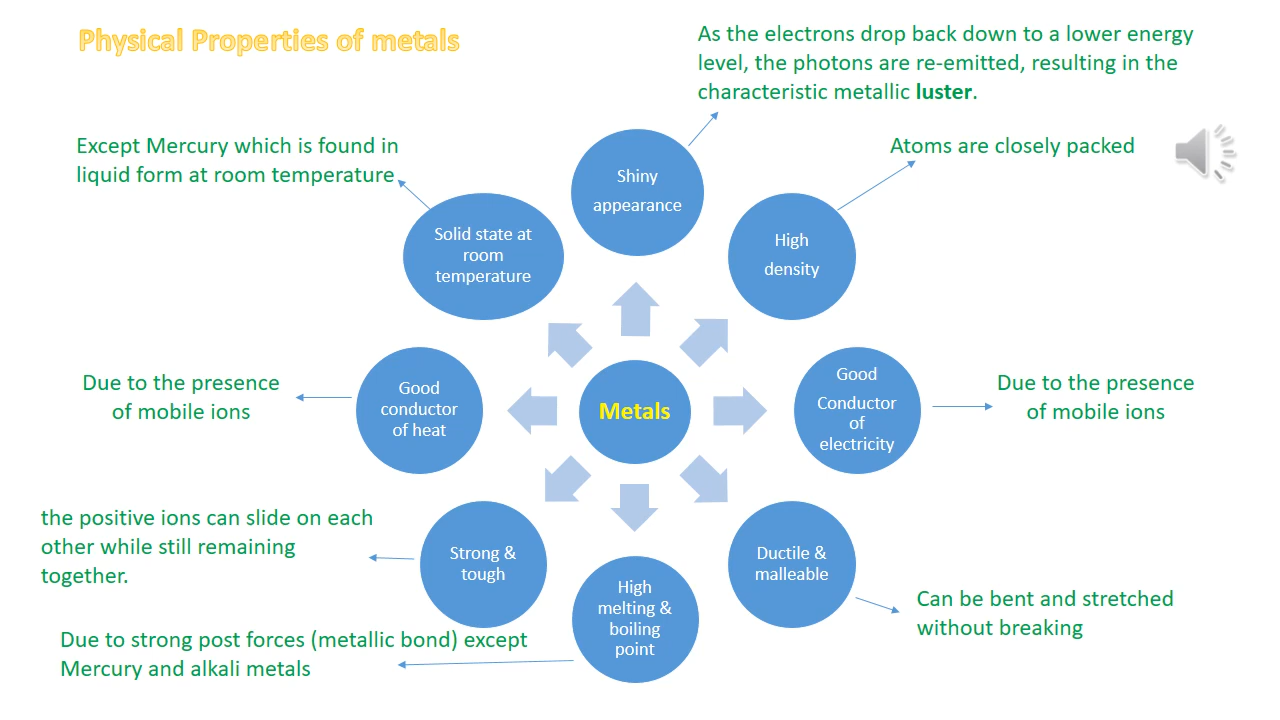 Physical Properties of metals
As the electrons drop back down to a lower energy
level, the photons are re-emitted, resulting in the
characteristic metallic luster.
Except Mercury which is found in
liquid form at room temperature
Atoms are closely packed
Shiny
appearance
Solid state at
room
temperature
High
density
Due to the presence
of mobile ions
Good
conductor
of heat
Metals
Good
Conductor
of
electricity
Due to the presence
of mobile ions
the positive ions can slide on each
other while still remaining
together.
Strong &
tough
High
melting &
boiling
point
Ductile &
malleable
Can be bent and stretched
without breaking
Due to strong post forces (metallic bond) except
Mercury and alkali metals